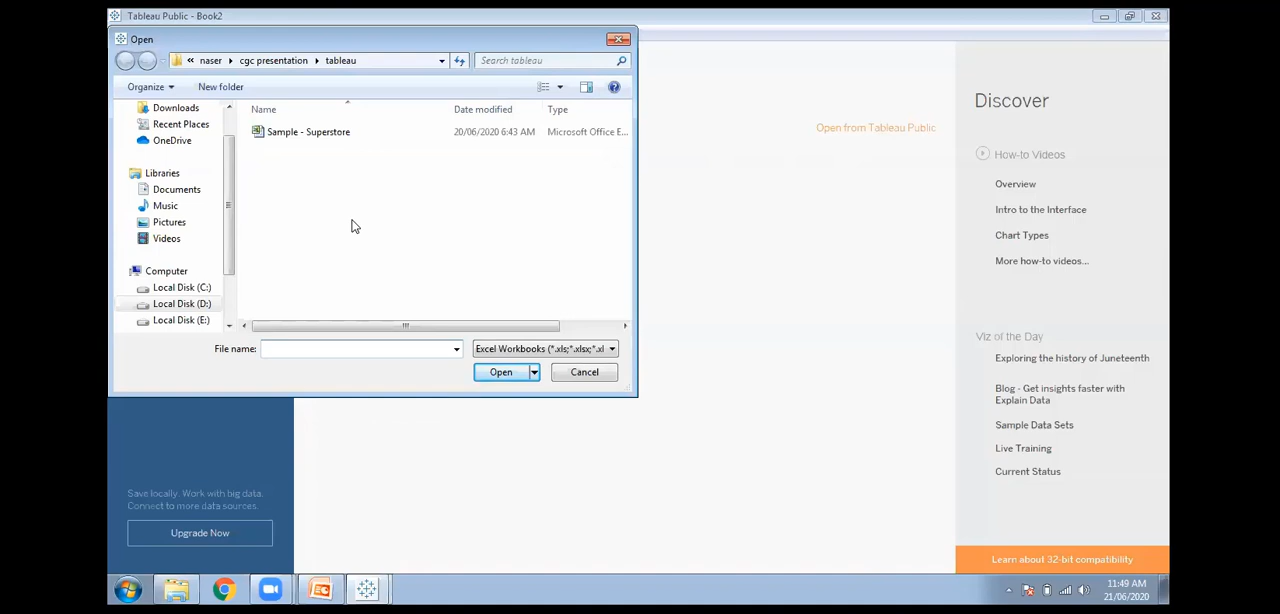 Tableau Public - Book2
Open
« naser cgc presentation tableau
Search tableau
Organize
New folder
Name
Date modified
Type
Downloads
Recent Places
OneDrive
Libraries
Documents
Music
Pictures
Videos
Computer
Local Disk (C:)
Local Disk (D:)
Local Disk (E:)
Sample - Superstore
20/06/2020 6:43 AM
Microsoft Office E...
File name:
Excel Workbooks (*.xls;*.xlsx;*.xl
Open
Cancel
Open from Tableau Public
Discover
How-to Videos
Overview
Intro to the Interface
Chart Types
More how-to videos...
Viz of the Day
Exploring the history of Juneteenth
Blog - Get insights faster with
Explain Data
Sample Data Sets
Live Training
Current Status
Save locally. Work with big data.
Connect to more data sources.
Upgrade Now
Learn about 32-bit compatibility
11:49 AM
21/06/2020